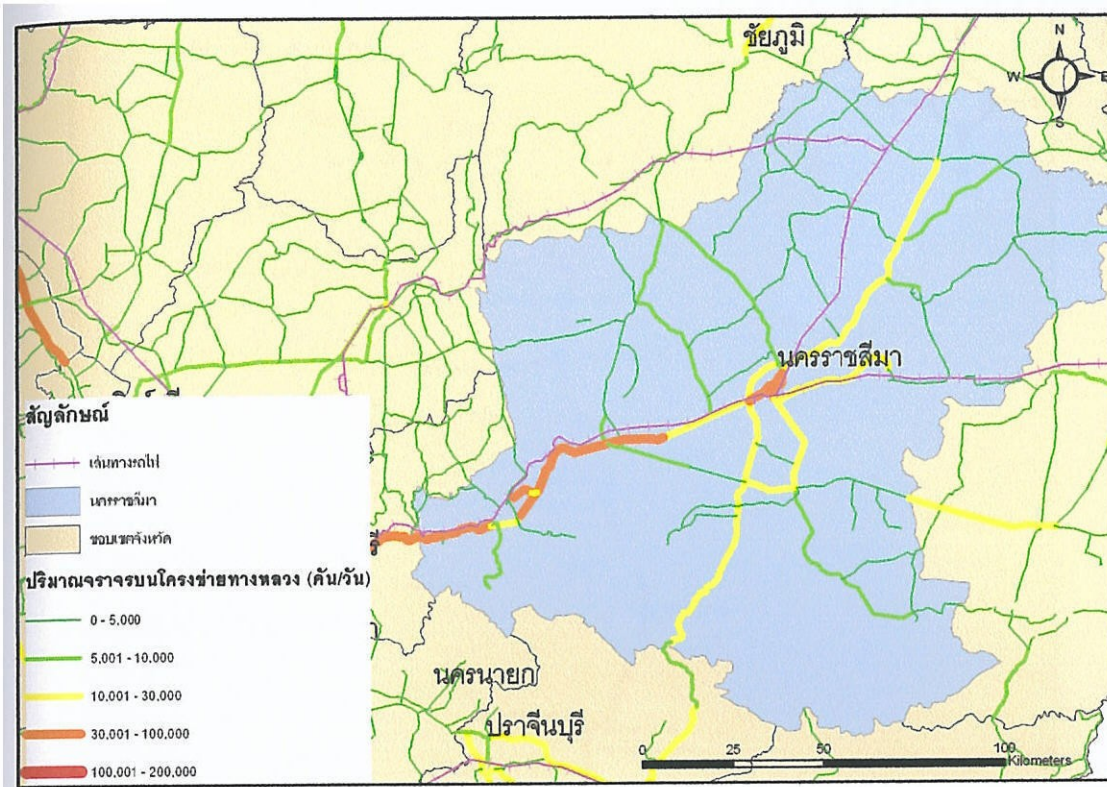 ชัยภูมิ
N
W
E
S
นครราชสีมา
สัญลักษณ์
เส้นทางรถไฟ
นครราชสีมา
ขอบเขตจังหวัด
ปริมาณจราจรบนโครงข่ายทางหลวง (คัน/วัน)
0 - 5,000
5,001 - 10,000
10,001 - 30,000
30,001 - 100,000
100,001 - 200,000
นครนายก
ปราจีนบุรี
0 25 50 100
Kilometers